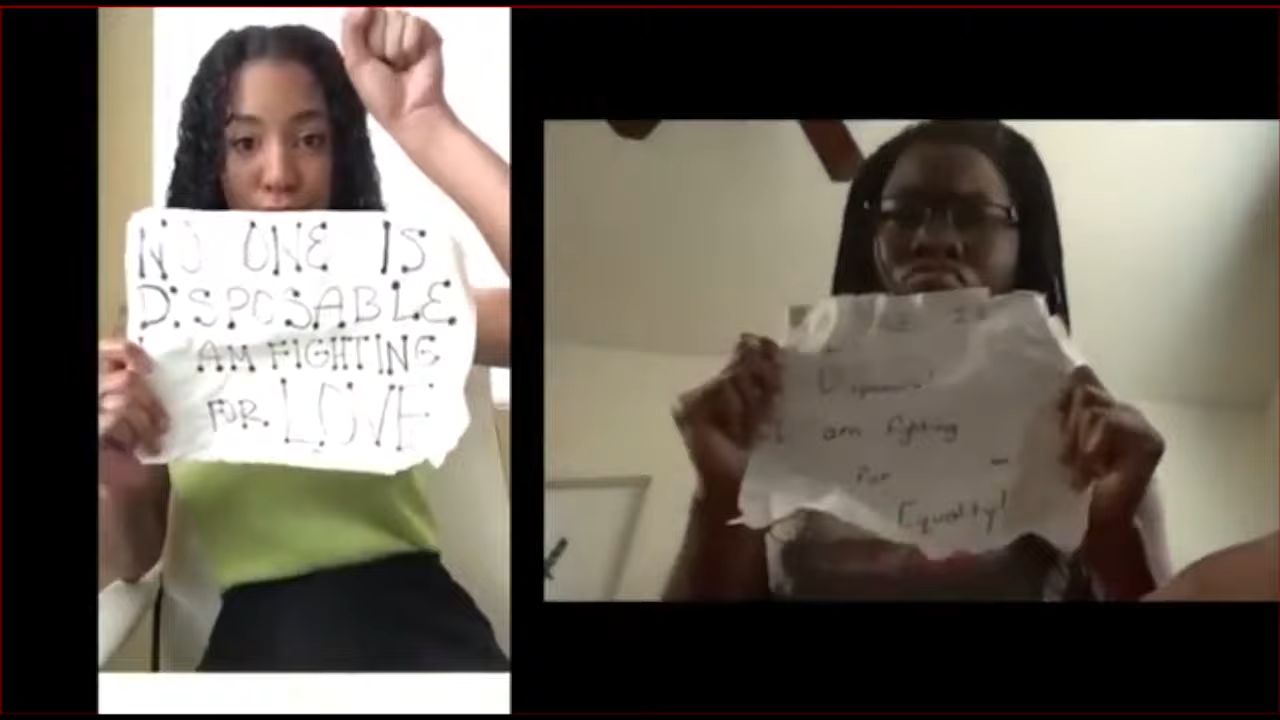 NO ONE IS
DISPOSABLE
I AM FIGHTING
FOR LOVE
am fighting
for
Equality!